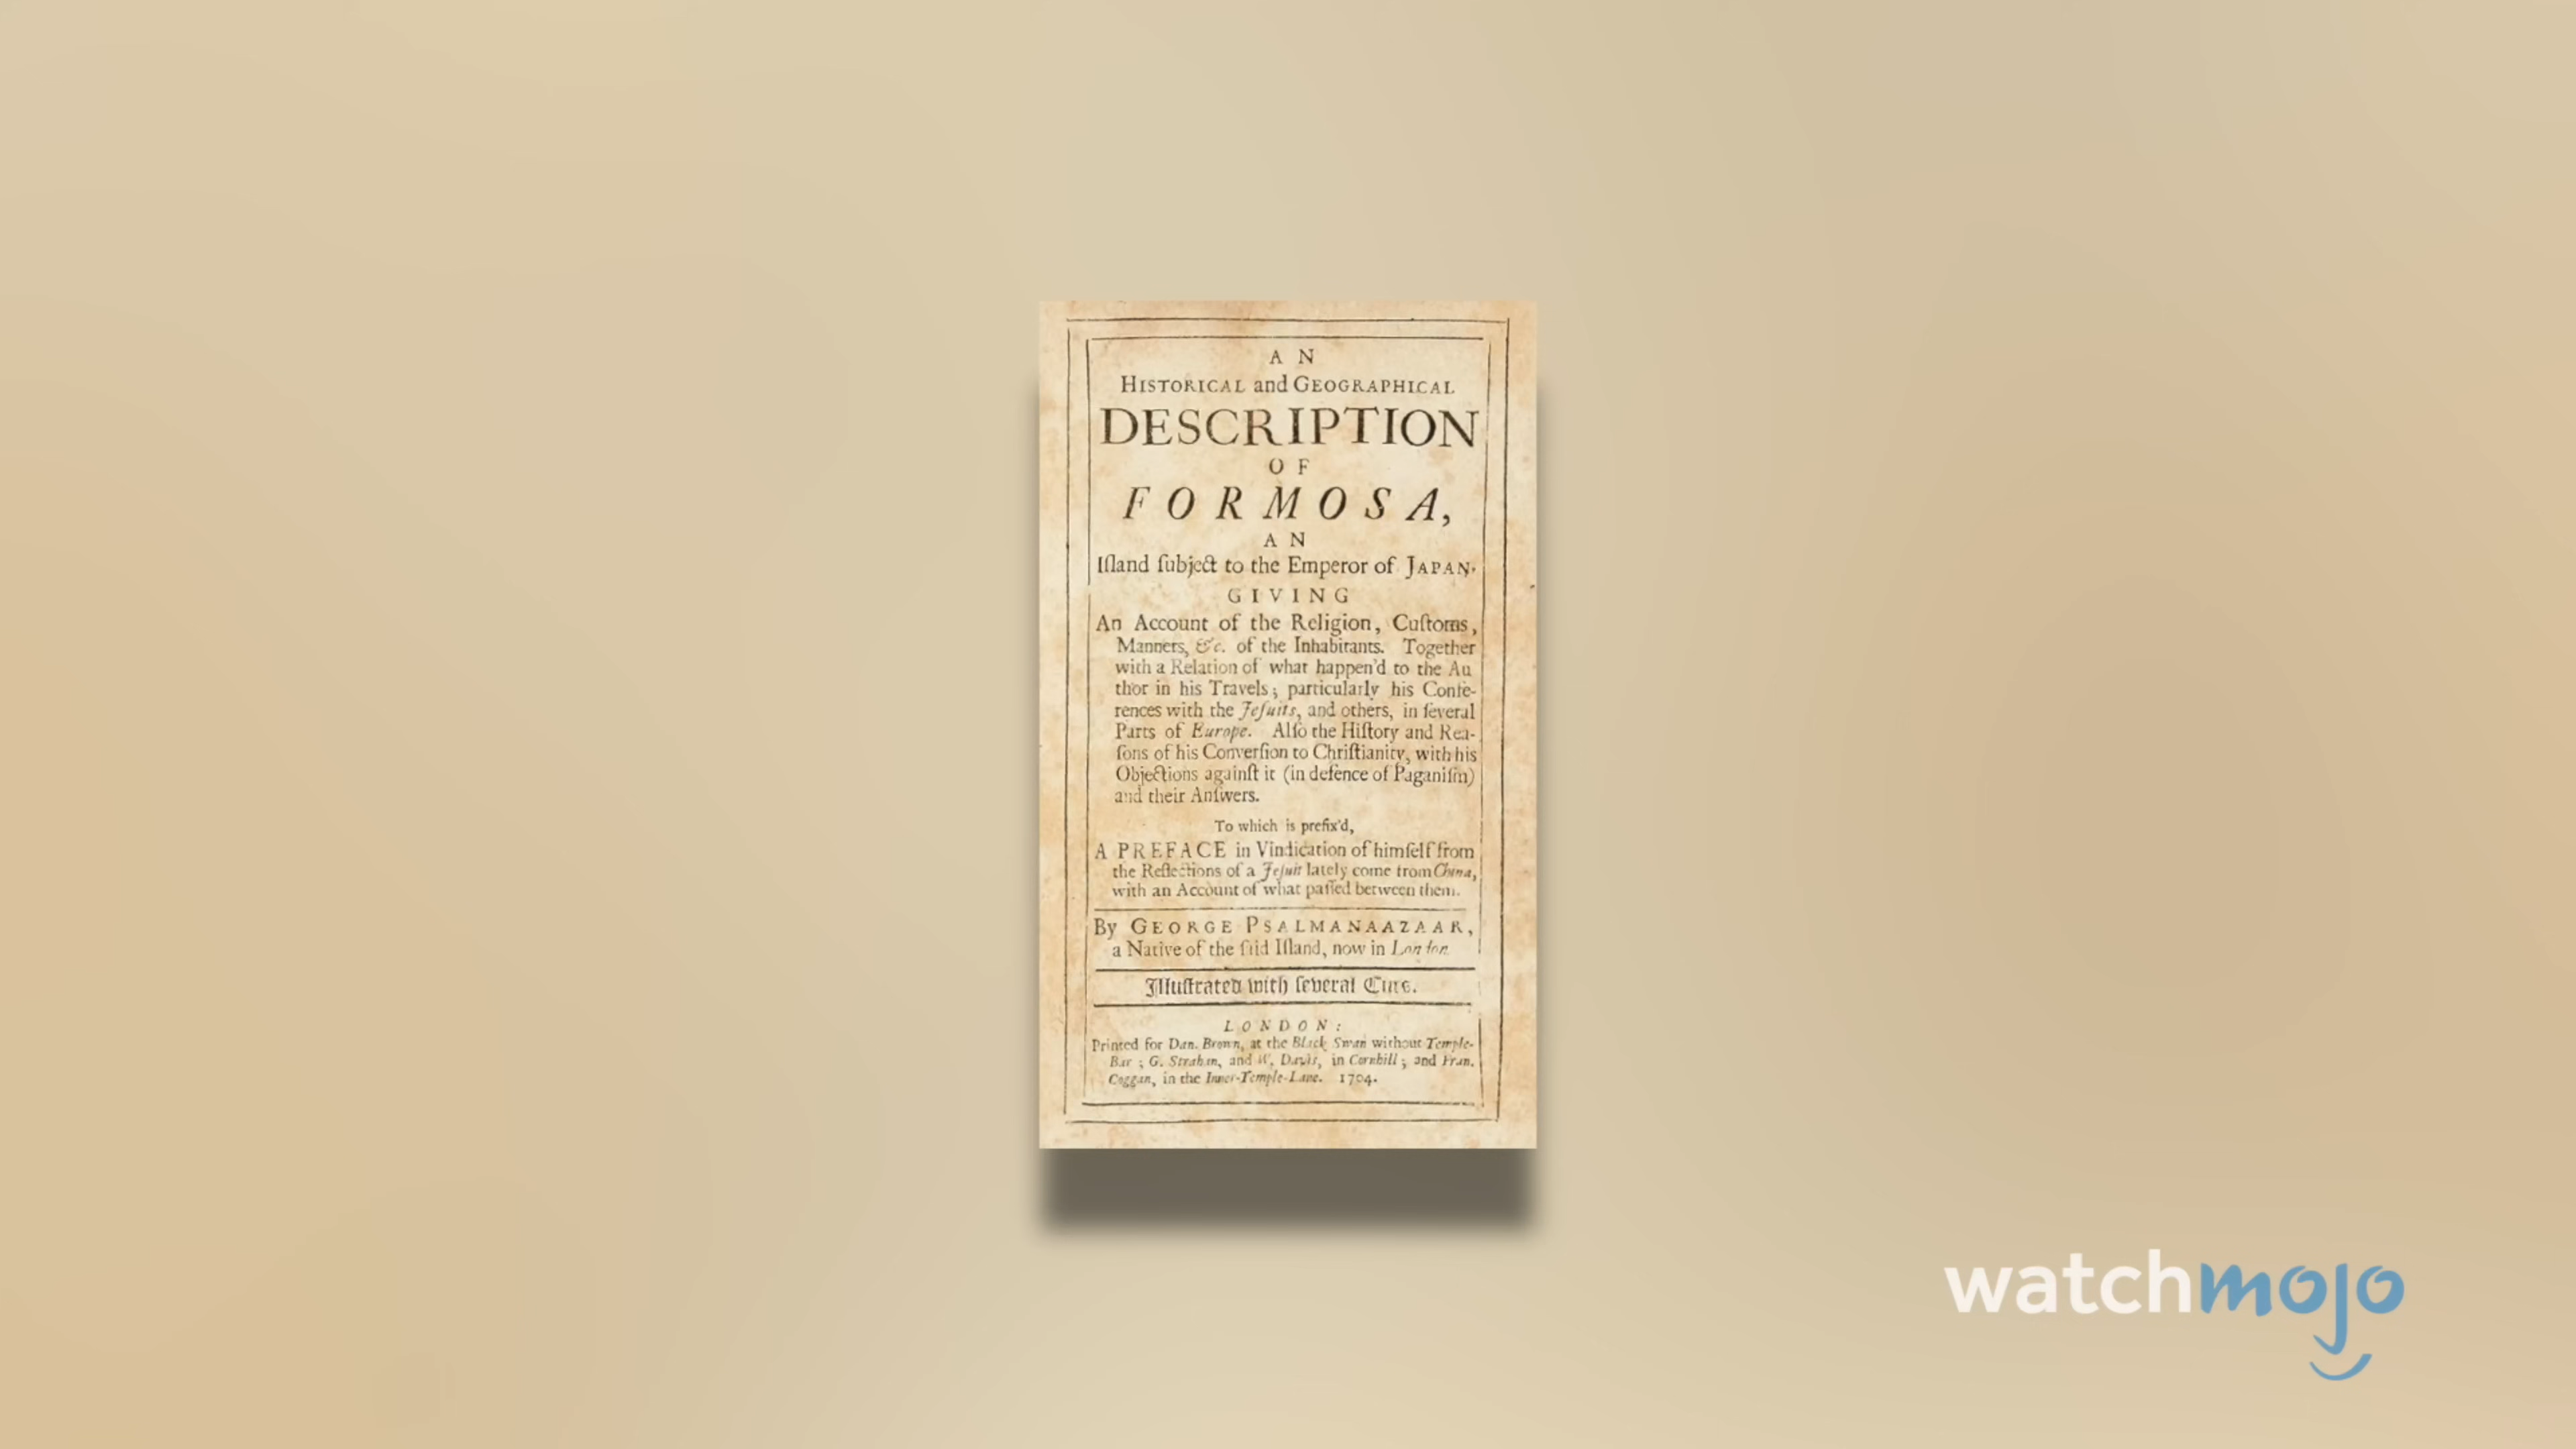 A N
HISTORICAL and GEOGRAPHICAL
DESCRIPTION
O F
FORMOSA,
A N
Iſland ſubject to the Emperor of JAPAN.
GIVING
An Account of the Religion, Cuſtoms,
Manners, &c. of the Inhabitants. Together
with a Relation of what happen'd to the Au
thor in his Travels; particularly his Confe-
rences with the Jeſuits, and others, in ſeveral
Parts of Europe. Alſo the Hiſtory and Rea-
ſons of his Converſion to Chriſtianity, with his
Objections againſt it (in defence of Paganiſm)
and their Anſwers.
To which is prefix'd,
A PREFACE in Vindication of himſelf from
the Reflections of a Jeſuit lately come from China,
with an Account of what paſſed between them.
By GEORGE PSALMANAAZAAR,
a Native of the ſaid Iſland, now in London.
Illuſtrated with ſeveral Cuts.
LONDON:
Printed for Dan. Brown, at the Black Swan without Temple-
Bar; G. Strahan, and W. Davis, in Cornhill; and Fran.
Coggan, in the Inner-Temple-Lane. 1704.
watchmojo